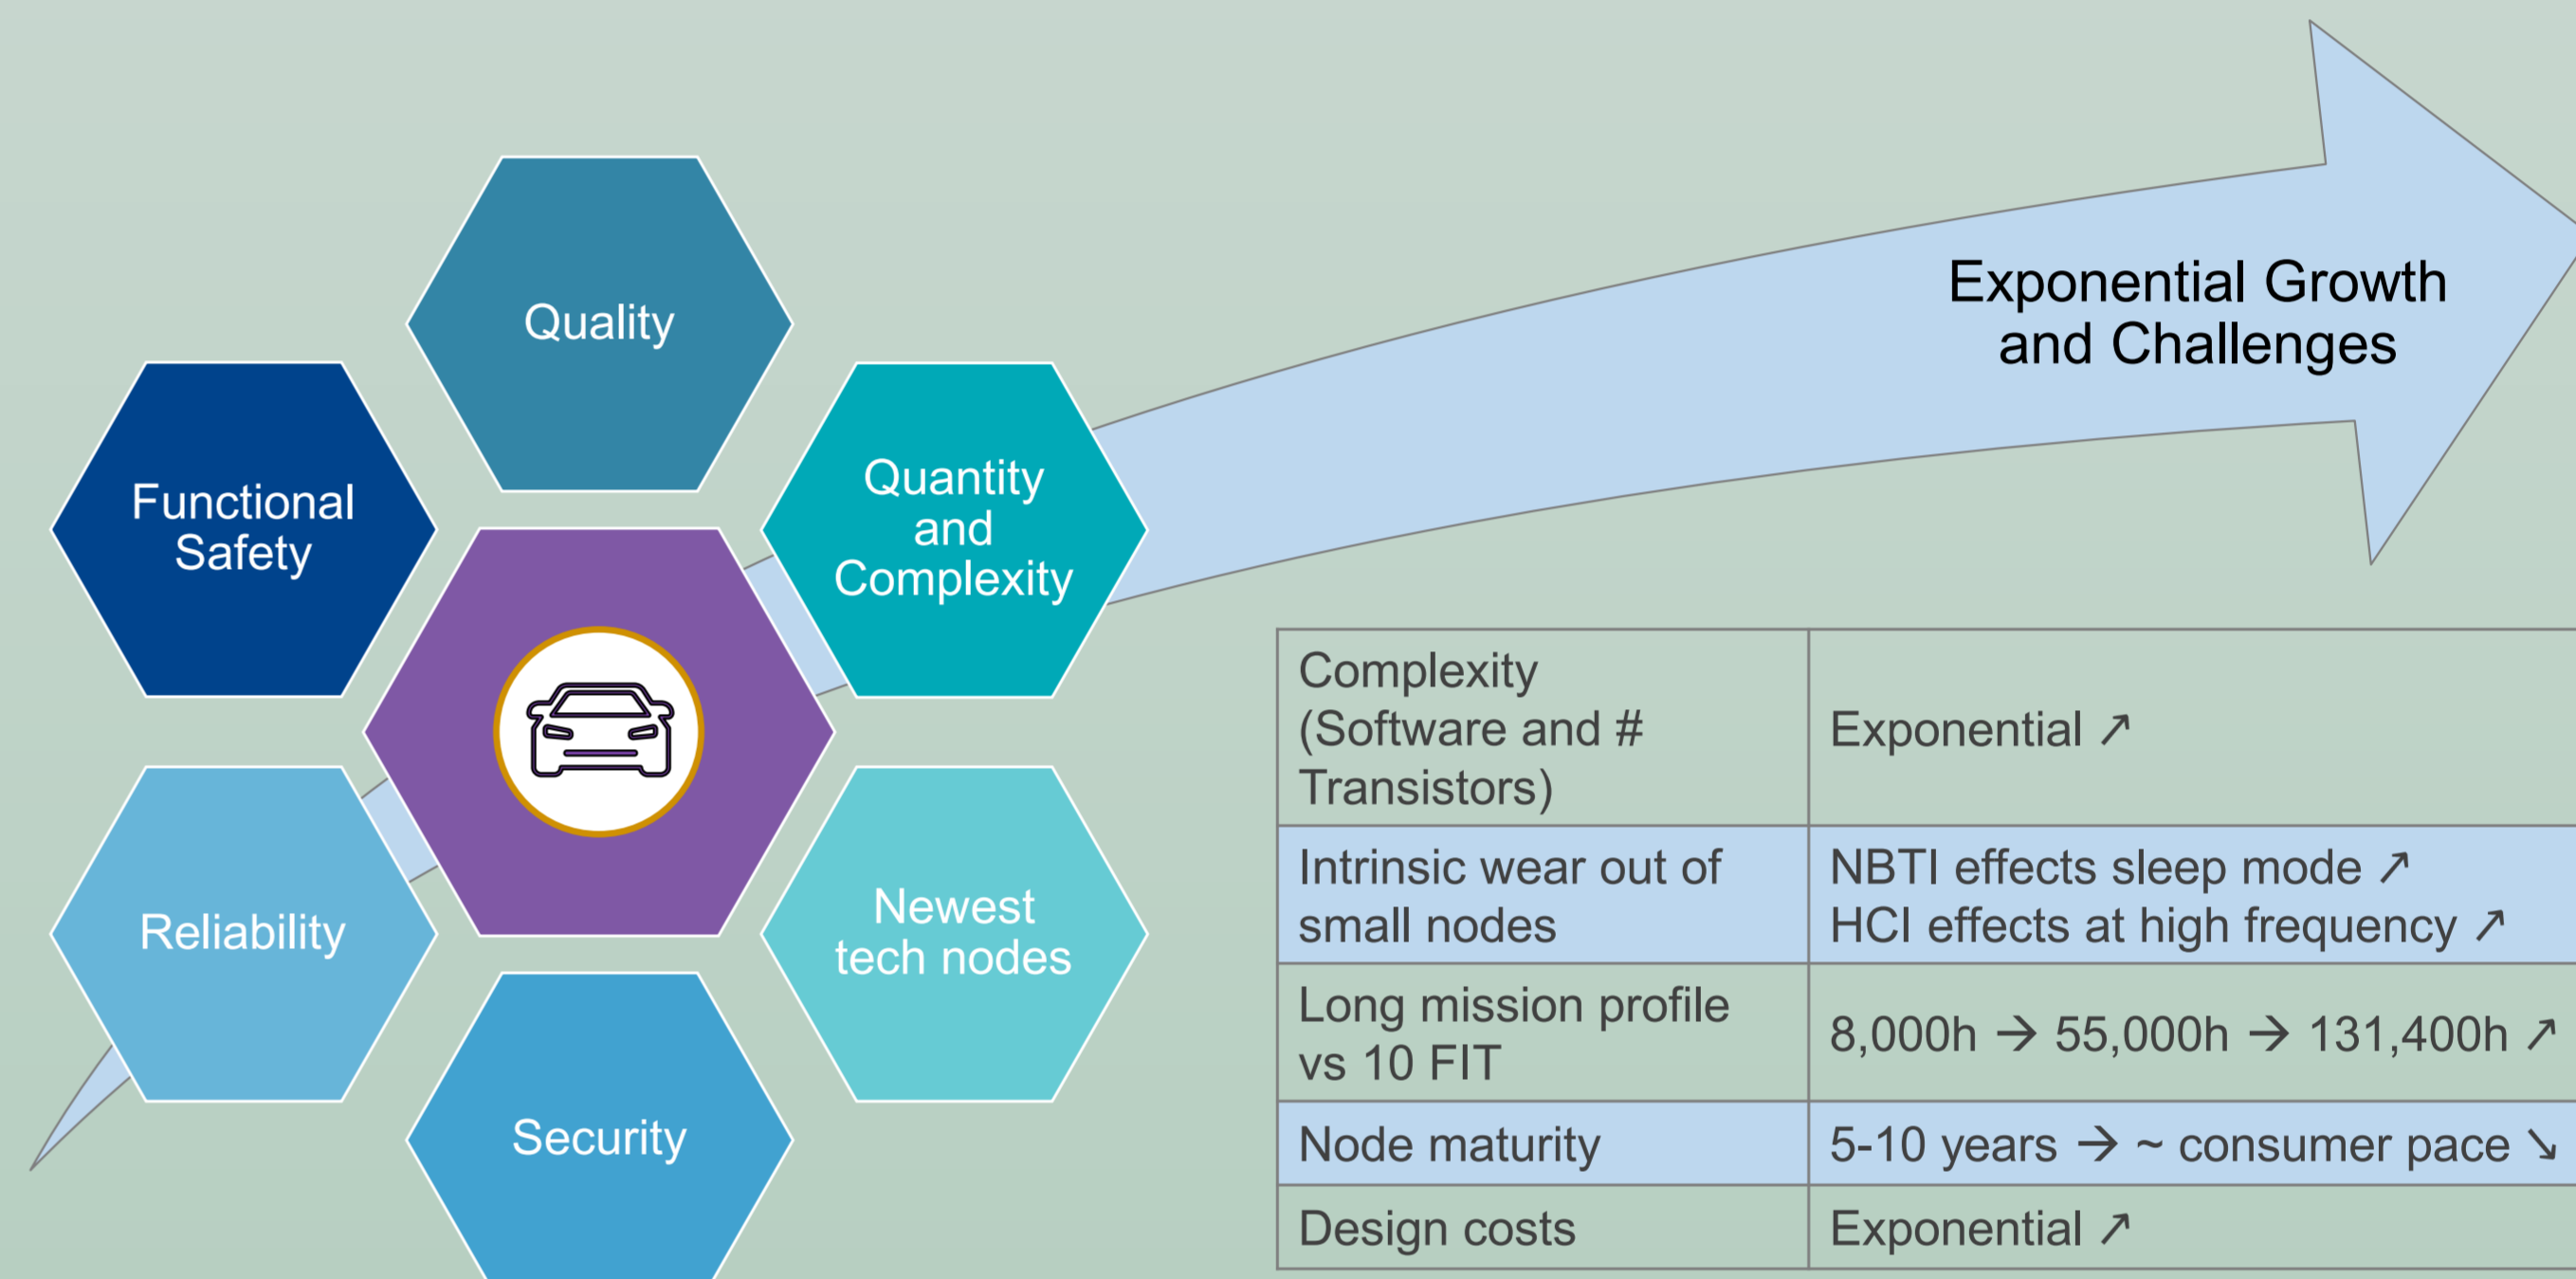 Quality
Functional
Safety
Quantity
and
Complexity
Reliability
Newest
tech nodes
Security
Exponential Growth
and Challenges
Complexity
(Software and #
Transistors)
Exponential ↗
Intrinsic wear out of
small nodes
NBTI effects sleep mode ↗
HCI effects at high frequency ↗
Long mission profile
vs 10 FIT
8,000h → 55,000h → 131,400h ↗
Node maturity
5-10 years → ~ consumer pace ↘
Design costs
Exponential ↗